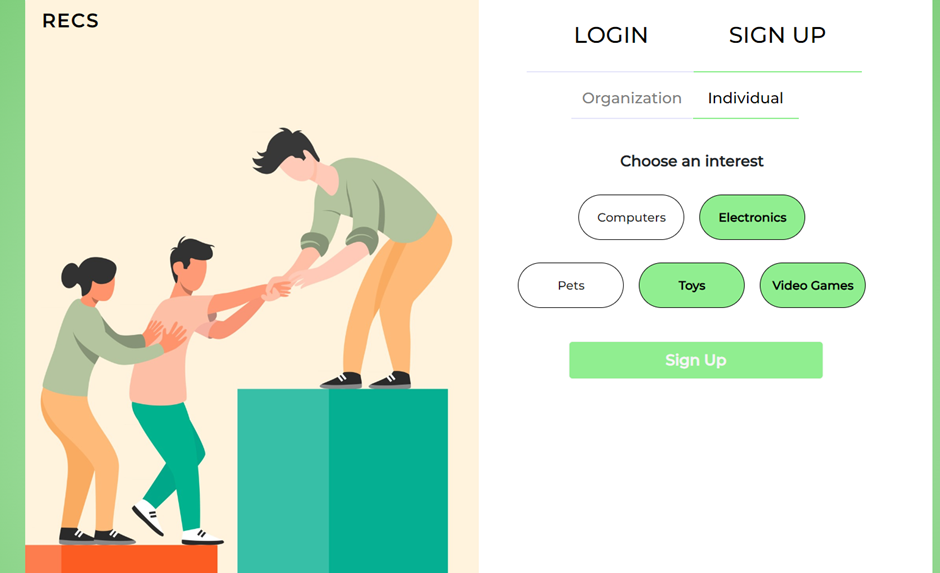 RECS
LOGIN SIGN UP
Organization Individual
Choose an interest
Computers Electronics
Pets Toys Video Games
Sign Up